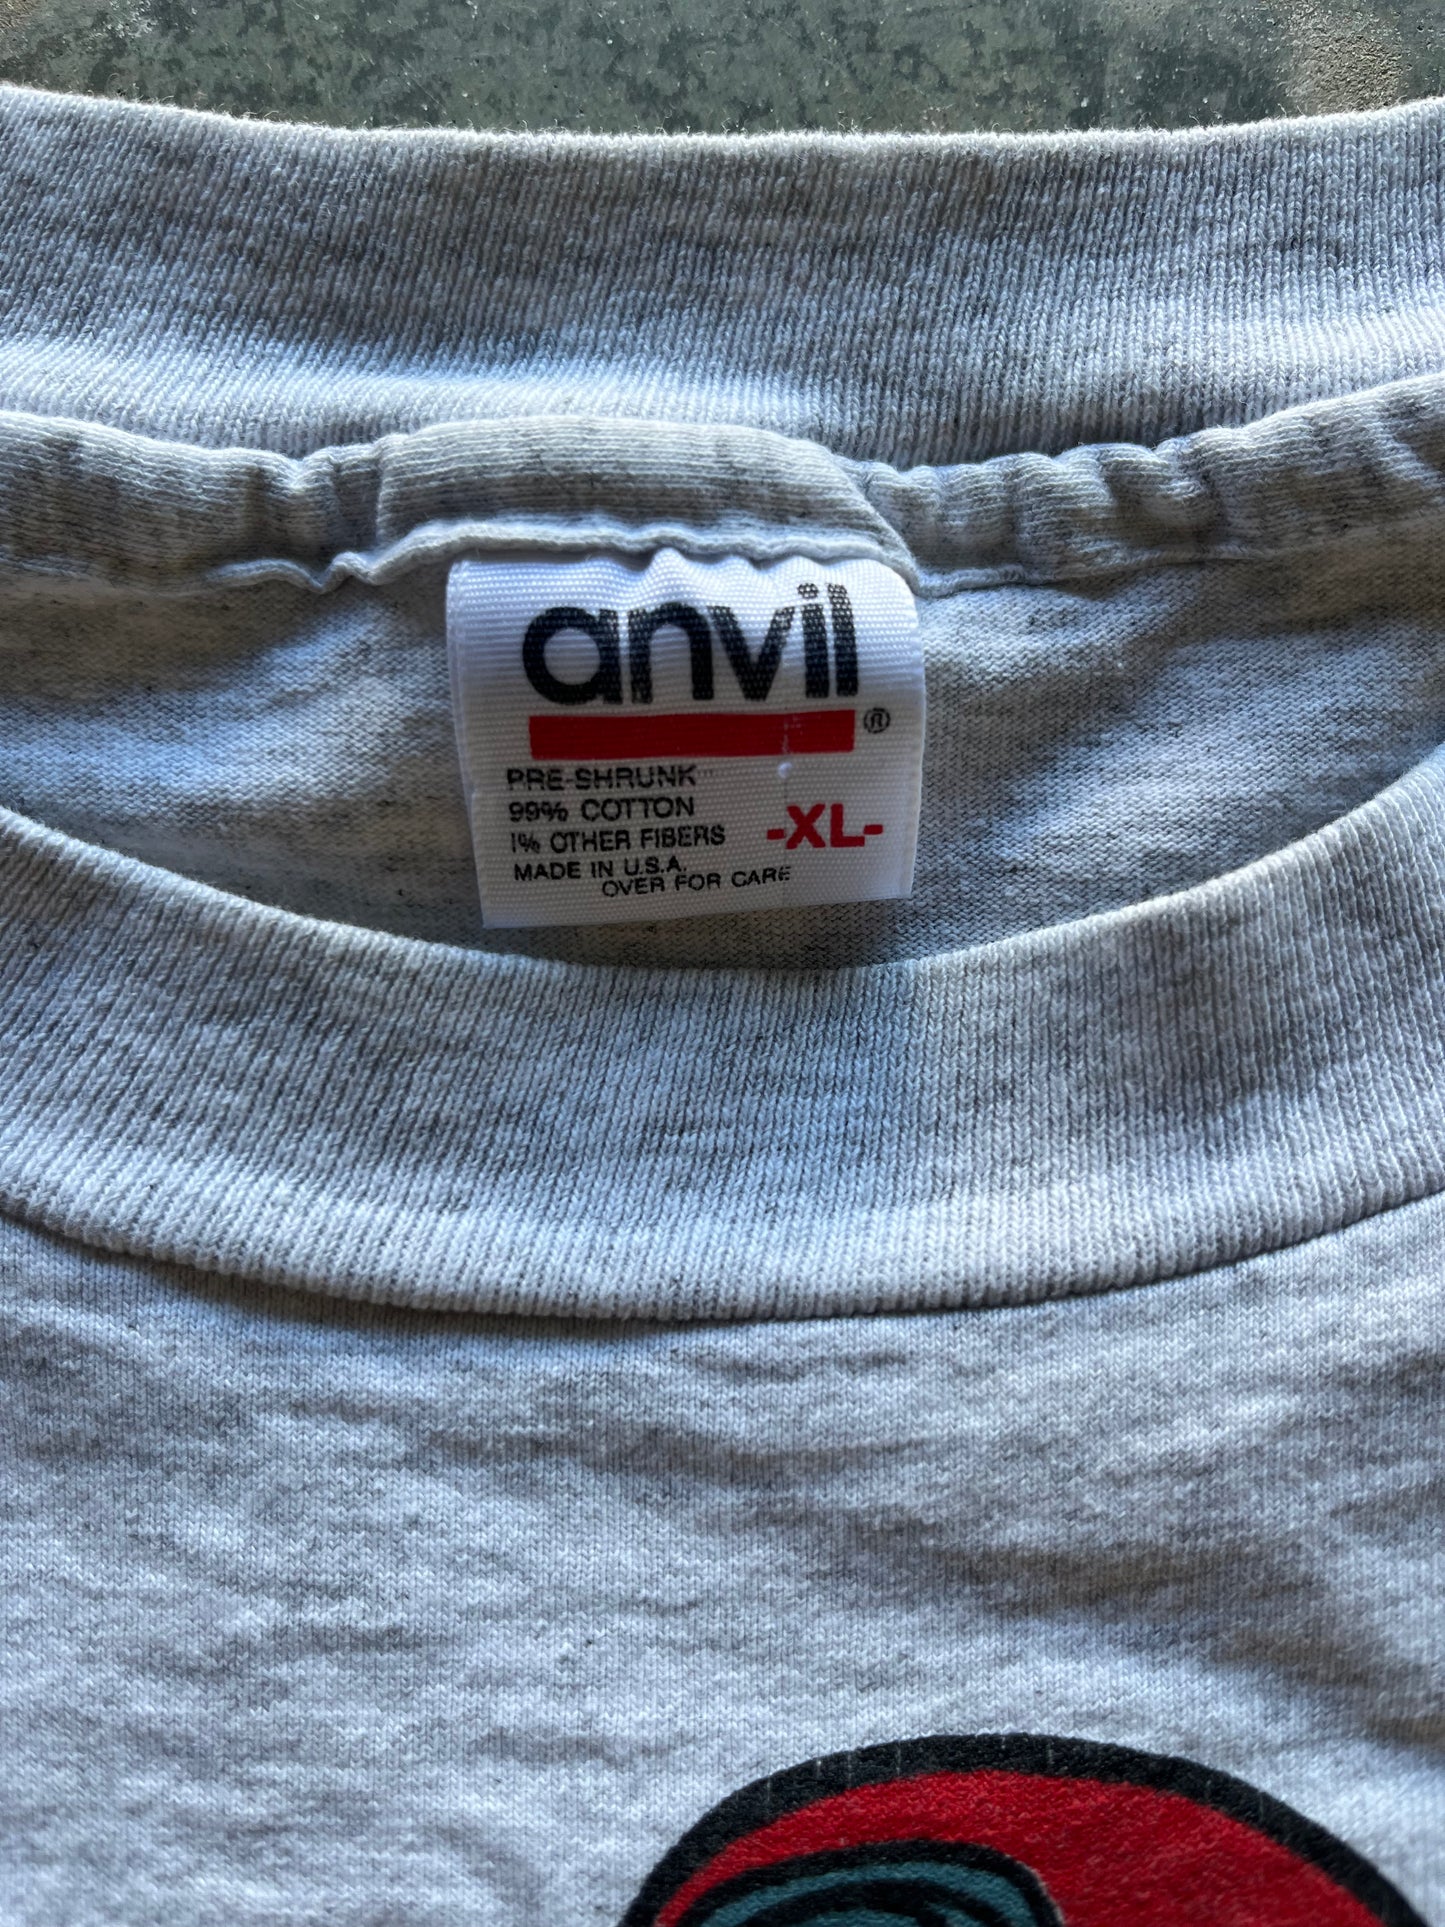 anvil
®
PRE-SHRUNK
99% COTTON
1% OTHER FIBERS
-XL-
MADE IN U.S.A.
OVER FOR CARE